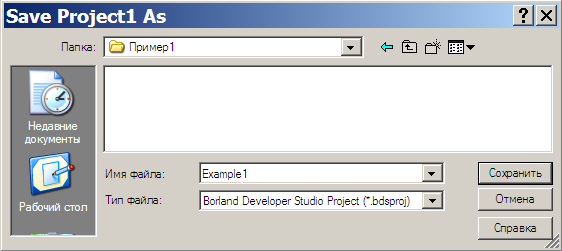 Save Project1 As
Папка:
Пример1
Недавние
документы
Рабочий стол
Имя файла:
Example1
Сохранить
Тип файла:
Borland Developer Studio Project (*.bdsproj)
Отмена
Справка